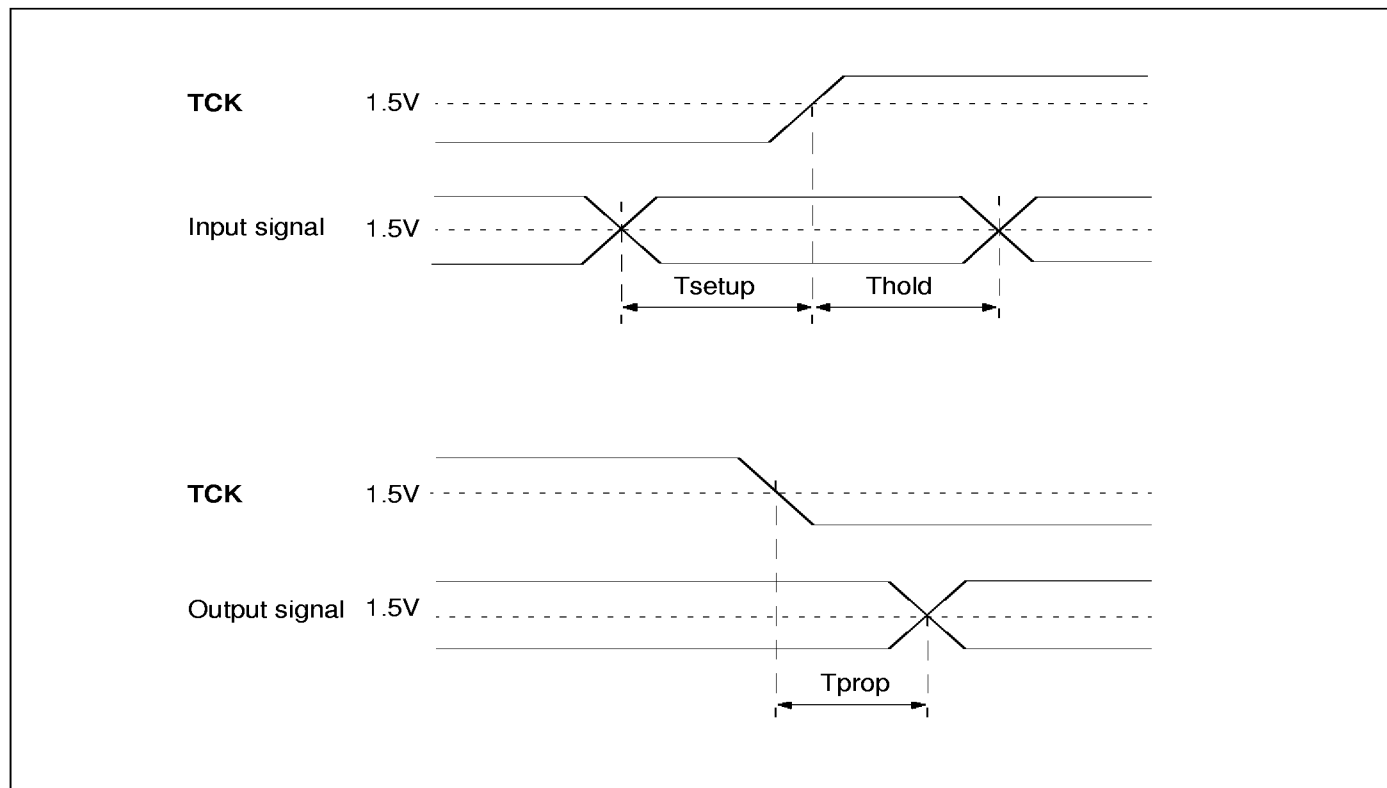 TCK 1.5V
Input signal 1.5V
Tsetup Thold
TCK 1.5V
Output signal 1.5V
Tprop